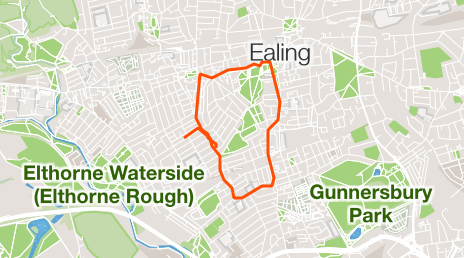 Ealing
Elthorne Waterside
(Elthorne Rough)
Gunnersbury
Park